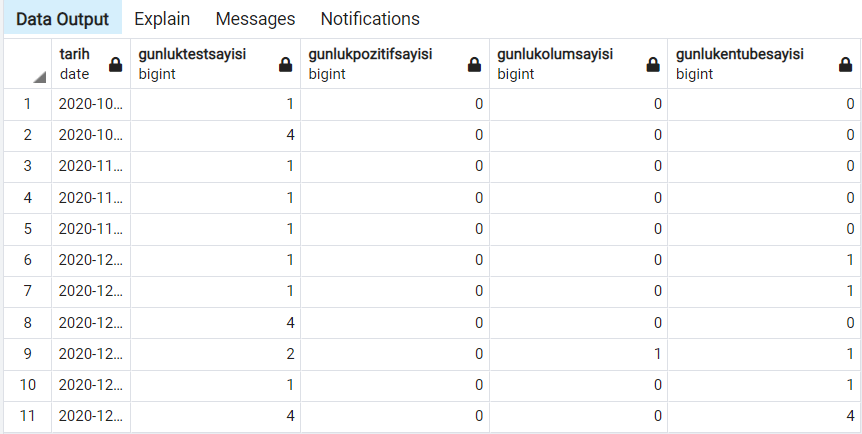 Data Output Explain Messages Notifications
tarih gunluktestsayisi gunlukpozitifsayisi gunlukolumsayisi gunlukentubesayisi
date bigint bigint bigint bigint
1 2020-10... 1 0 0 0
2 2020-10... 4 0 0 0
3 2020-11... 1 0 0 0
4 2020-11... 1 0 0 0
5 2020-11... 1 0 0 0
6 2020-12... 1 0 0 1
7 2020-12... 1 0 0 1
8 2020-12... 4 0 0 0
9 2020-12... 2 0 1 1
10 2020-12... 1 0 0 1
11 2020-12... 4 0 0 4